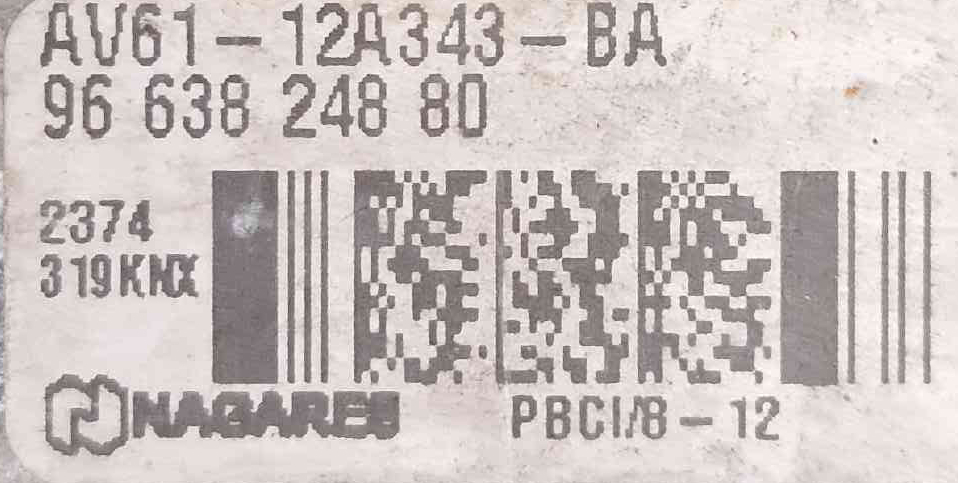 AV61-12A343-BA
96 638 248 80
2374
319KNX
NAGARES
PBCI/8-12